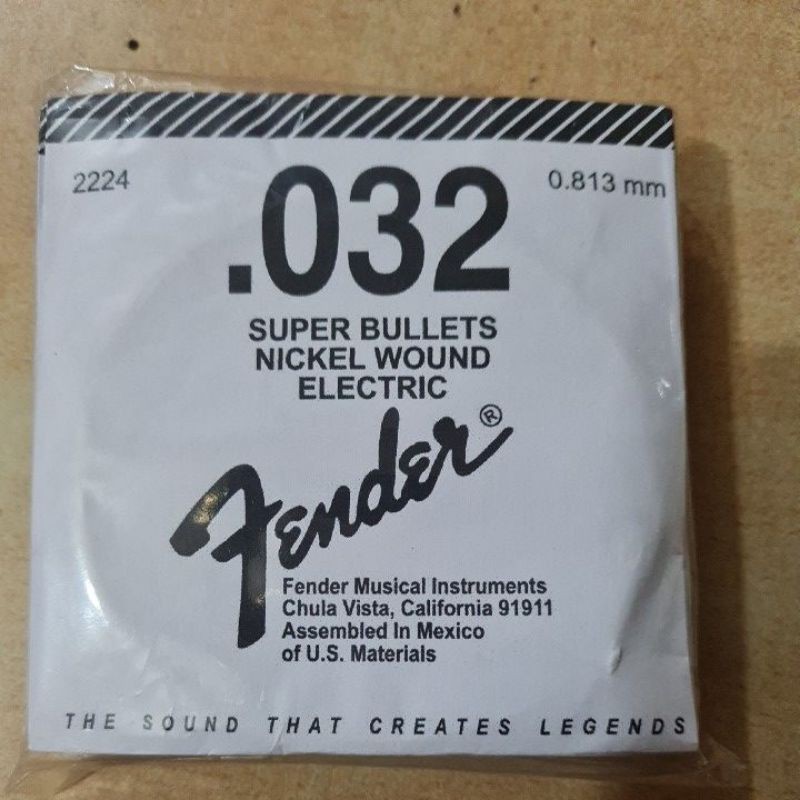 2224
.032
0.813 mm
SUPER BULLETS
NICKEL WOUND
ELECTRIC
Fender®
Fender Musical Instruments
Chula Vista, California 91911
Assembled In Mexico
of U.S. Materials
THE SOUND THAT CREATES LEGENDS